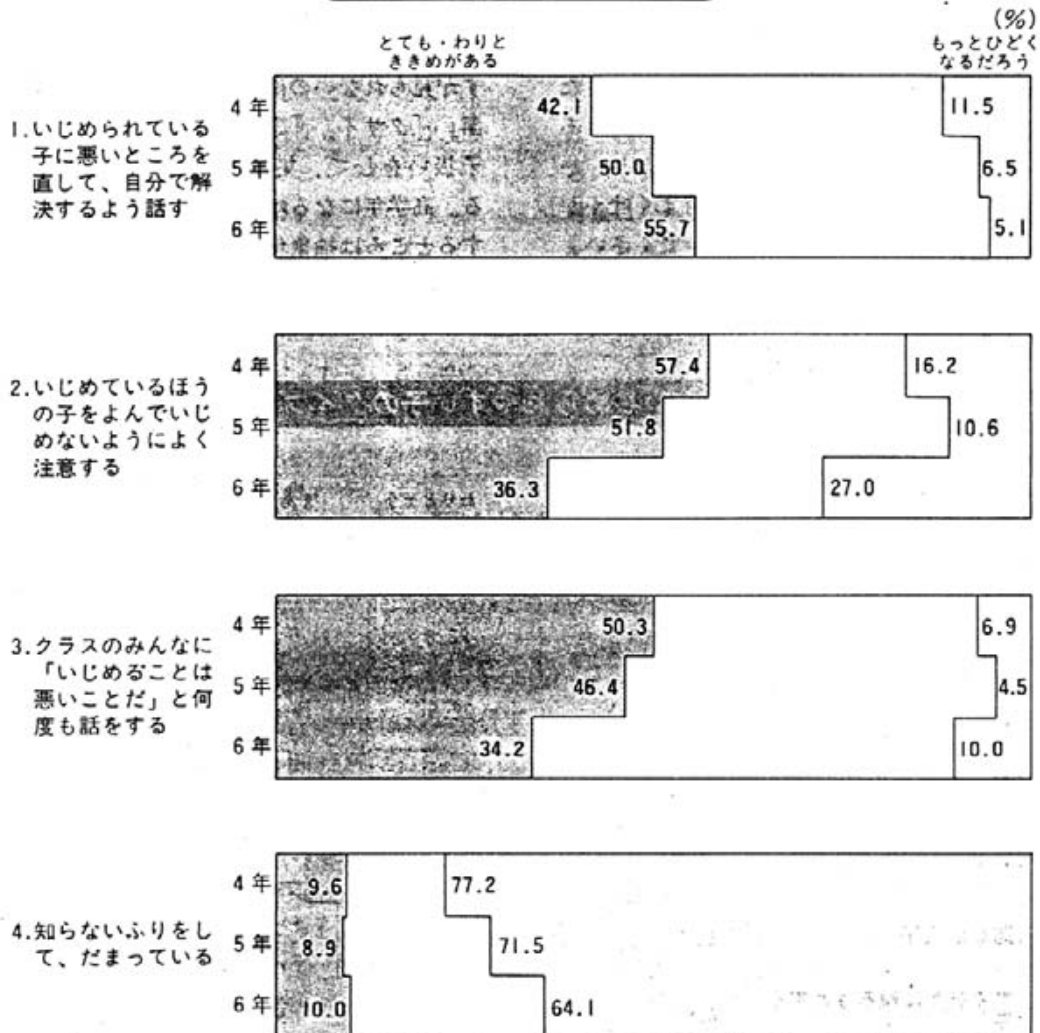 (%)
とても・わりと
ききめがある
もっとひどく
なるだろう
1.いじめられている
子に悪いところを
直して、自分で解
決するよう話す
4年 42.1 11.5
5年 50.0 6.5
6年 55.7 5.1
2.いじめているほう
の子をよんでいじ
めないようによく
注意する
4年 57.4 16.2
5年 51.8 10.6
6年 36.3 27.0
3.クラスのみんなに
「いじめることは
悪いことだ」と何
度も話をする
4年 50.3 6.9
5年 46.4 4.5
6年 34.2 10.0
4.知らないふりをし
て、だまっている
4年 9.6 77.2
5年 8.9 71.5
6年 10.0 64.1